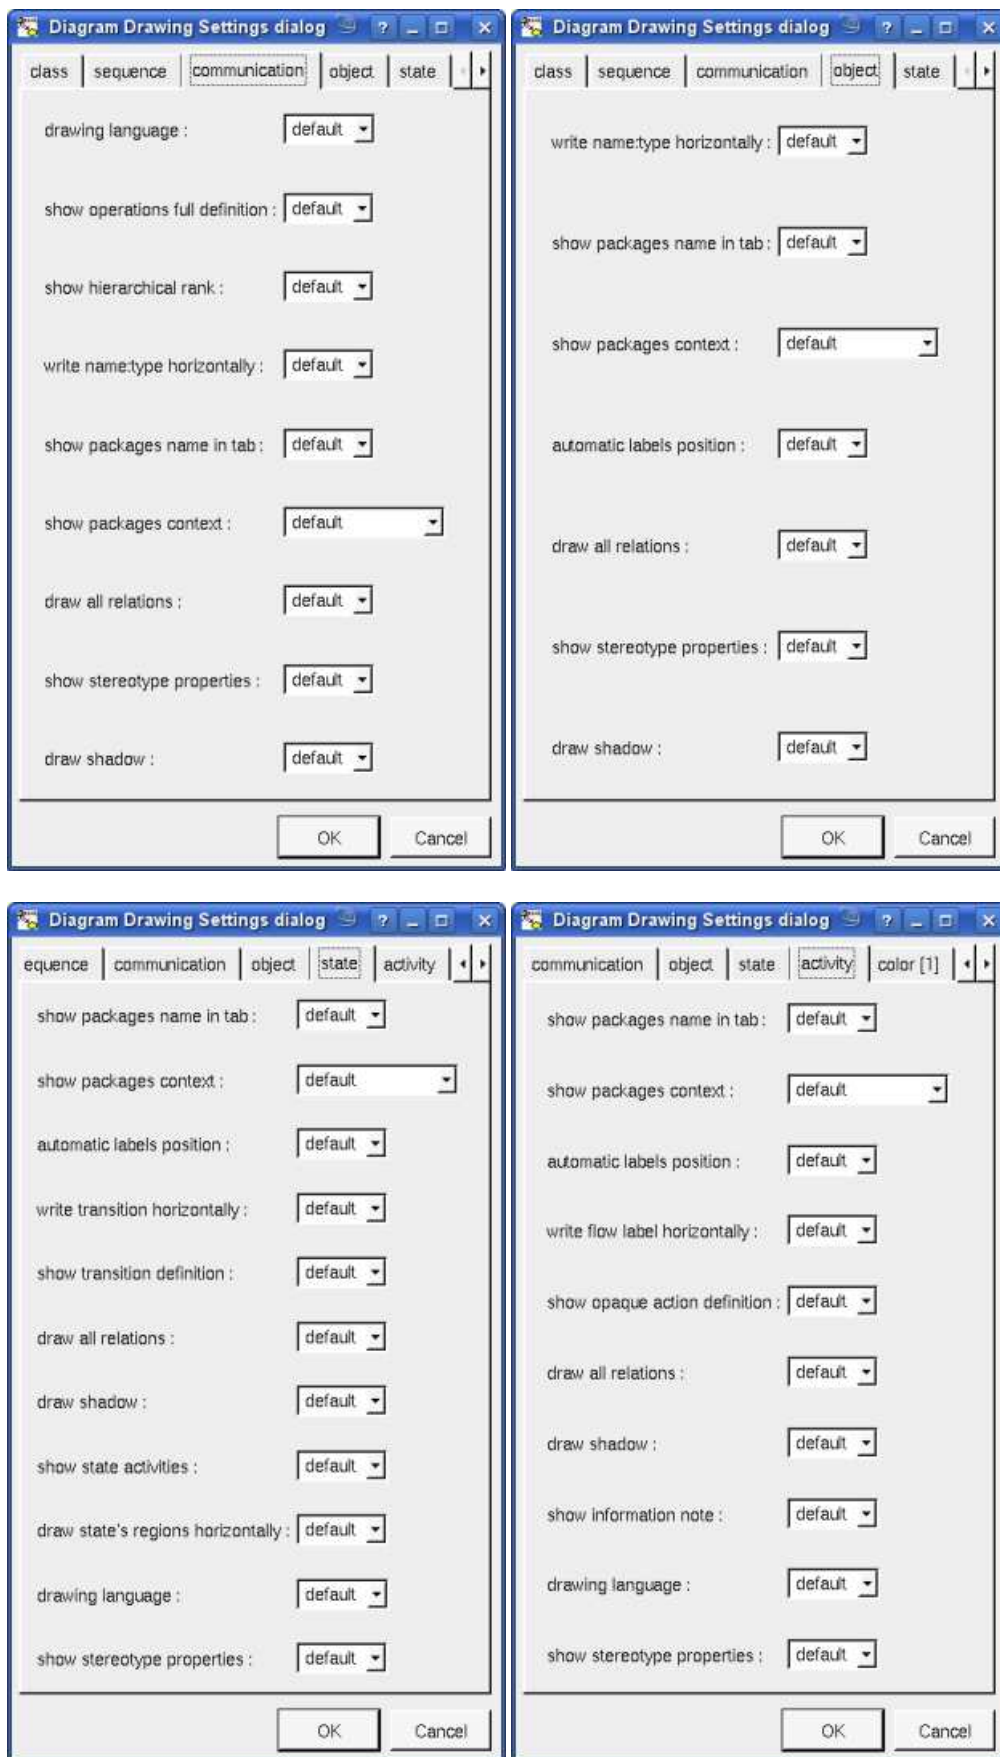 Diagram Drawing Settings dialog
class sequence communication object state
drawing language : default
show operations full definition : default
show hierarchical rank : default
write name:type horizontally : default
show packages name in tab : default
show packages context : default
draw all relations : default
show stereotype properties : default
draw shadow : default
OK Cancel
Diagram Drawing Settings dialog
class sequence communication object state
write name:type horizontally : default
show packages name in tab : default
show packages context : default
automatic labels position : default
draw all relations : default
show stereotype properties : default
draw shadow : default
OK Cancel
Diagram Drawing Settings dialog
equence communication object state activity
show packages name in tab : default
show packages context : default
automatic labels position : default
write transition horizontally : default
show transition definition : default
draw all relations : default
draw shadow : default
show state activities : default
draw state's regions horizontally : default
drawing language : default
show stereotype properties : default
OK Cancel
Diagram Drawing Settings dialog
communication object state activity color [1]
show packages name in tab : default
show packages context : default
automatic labels position : default
write flow label horizontally : default
show opaque action definition : default
draw all relations : default
draw shadow : default
show information note : default
drawing language : default
show stereotype properties : default
OK Cancel